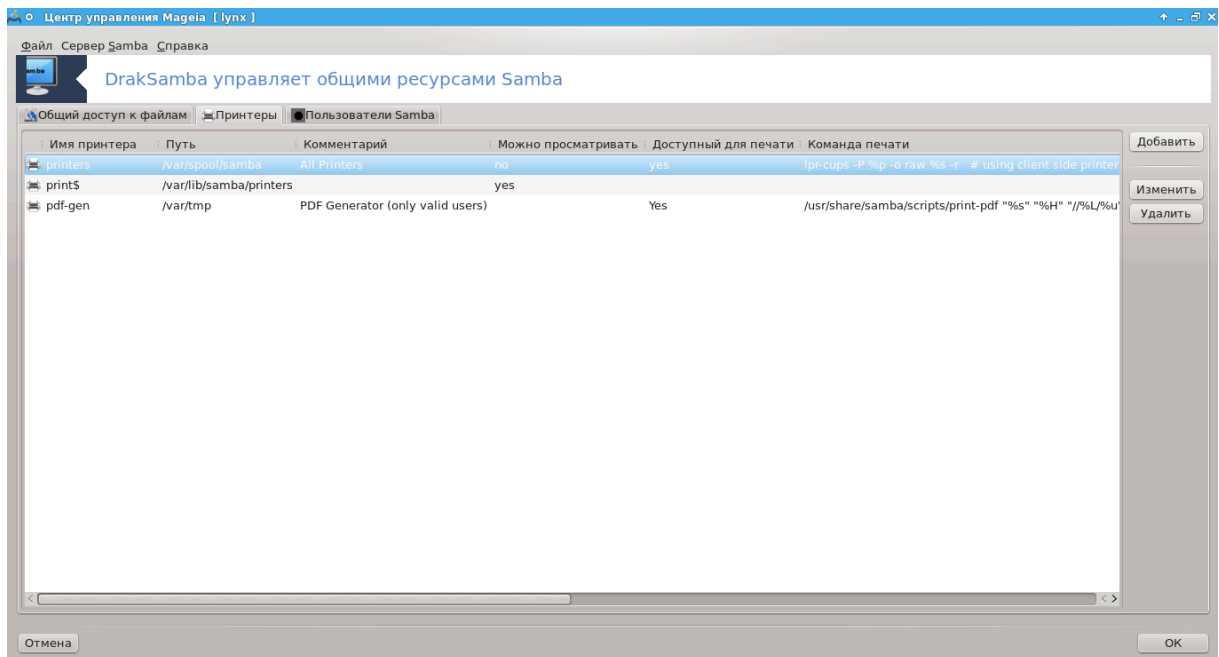 Центр управления Mageia [ lynx ]
Файл Сервер Samba Справка
samba
DrakSamba управляет общими ресурсами Samba
Общий доступ к файлам Принтеры Пользователи Samba
Имя принтера Путь Комментарий Можно просматривать Доступный для печати Команда печати
printers /var/spool/samba All Printers no yes lpr-cups -P %p -o raw %s -r # using client side printer
print$ /var/lib/samba/printers yes
pdf-gen /var/tmp PDF Generator (only valid users) Yes /usr/share/samba/scripts/print-pdf "%s" "%H" "//%L/%u"
Добавить
Изменить
Удалить
Отмена OK